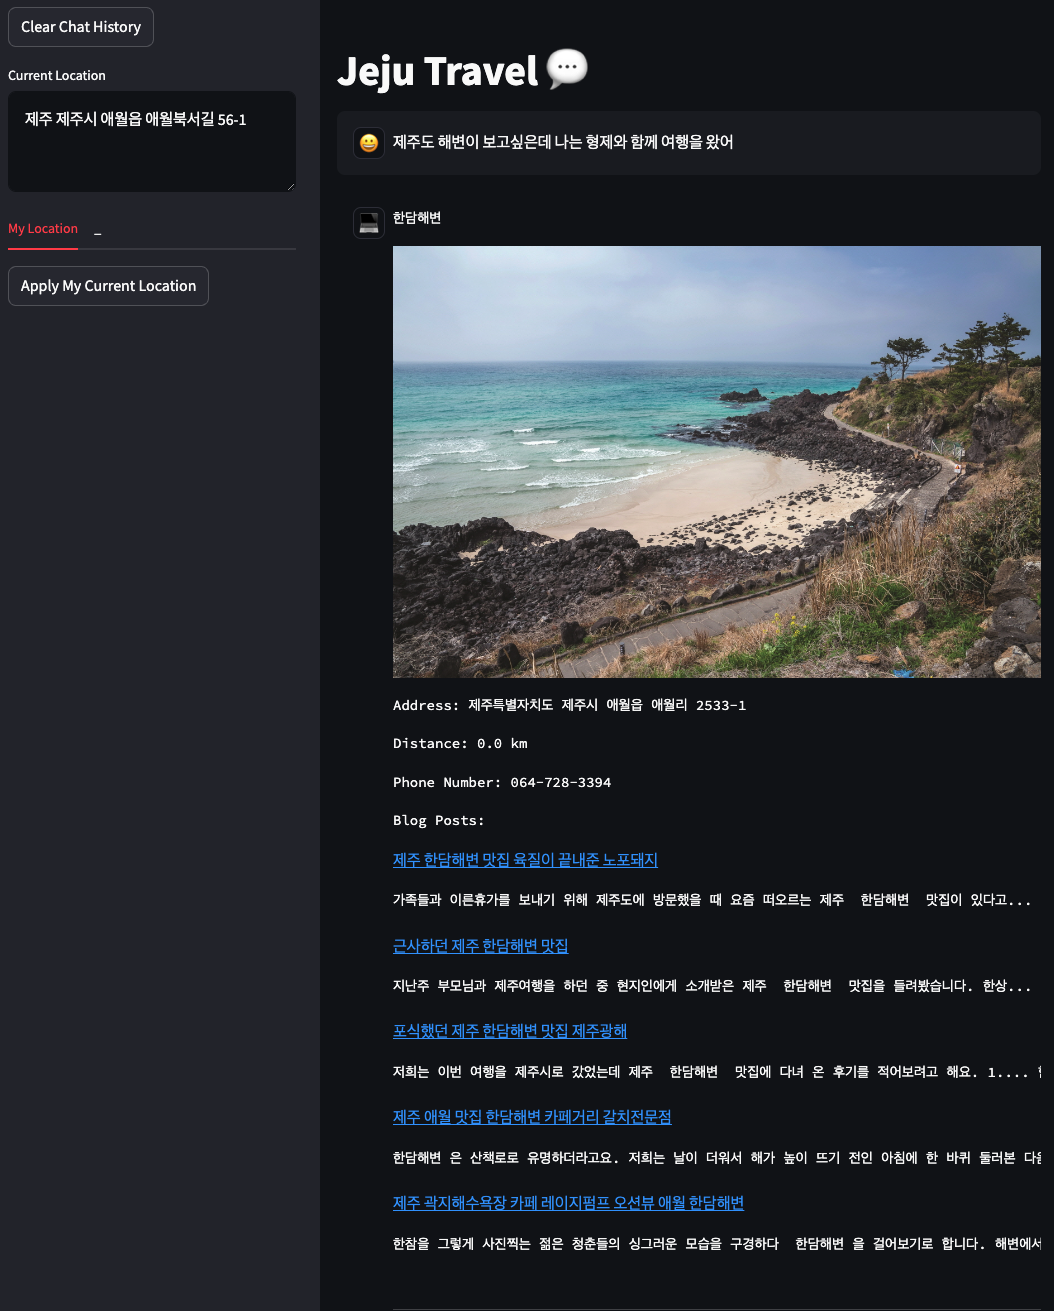 Clear Chat History
Current Location
제주 제주시 애월읍 애월북서길 56-1
My Location
_
Apply My Current Location
Jeju Travel
제주도 해변이 보고싶은데 나는 형제와 함께 여행을 왔어
한담해변
Address: 제주특별자치도 제주시 애월읍 애월리 2533-1
Distance: 0.0 km
Phone Number: 064-728-3394
Blog Posts:
제주 한담해변 맛집 육질이 끝내준 노포돼지
가족들과 이른휴가를 보내기 위해 제주도에 방문했을 때 요즘 떠오르는 제주 한담해변 맛집이 있다고...
근사하던 제주 한담해변 맛집
지난주 부모님과 제주여행을 하던 중 현지인에게 소개받은 제주 한담해변 맛집을 들려봤습니다. 한상...
포식했던 제주 한담해변 맛집 제주광해
저희는 이번 여행을 제주시로 갔었는데 제주 한담해변 맛집에 다녀 온 후기를 적어보려고 해요. 1....
제주 애월 맛집 한담해변 카페거리 갈치전문점
한담해변 은 산책로로 유명하더라고요. 저희는 날이 더워서 해가 높이 뜨기 전인 아침에 한 바퀴 둘러본
제주 곽지해수욕장 카페 레이지펌프 오션뷰 애월 한담해변
한참을 그렇게 사진찍는 젊은 청춘들의 싱그러운 모습을 구경하다 한담해변 을 걸어보기로 합니다. 해변에서